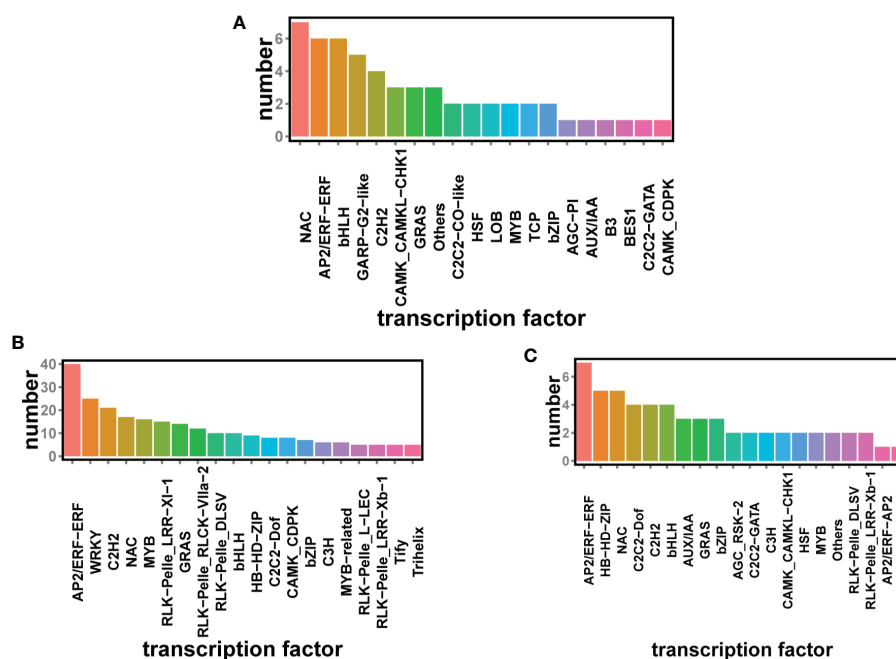 A
number
6
4
2
0
NAC
AP2/ERF−ERF
bHLH
GARP−G2−like
C2H2
CAMK_CAMKL−CHK1
GRAS
Others
C2C2−CO−like
HSF
LOB
MYB
TCP
bZIP
AGC−Pl
AUX/IAA
B3
BES1
C2C2−GATA
CAMK_CDPK
transcription factor
B
number
40
30
20
10
0
AP2/ERF−ERF
WRKY
C2H2
NAC
MYB
RLK−Pelle_LRR−XI−1
GRAS
RLK−Pelle_RLCK−VIIa−2
RLK−Pelle_DLSV
bHLH
HB−HD−ZIP
C2C2−Dof
CAMK_CDPK
bZIP
C3H
MYB−related
RLK−Pelle_L−LEC
RLK−Pelle_LRR−Xb−1
Tify
Trihelix
transcription factor
C
number
6
4
2
0
AP2/ERF−ERF
HB−HD−ZIP
NAC
C2C2−Dof
C2H2
bHLH
AUX/IAA
GRAS
bZIP
AGC_RSK−2
C2C2−GATA
C3H
CAMK_CAMKL−CHK1
HSF
MYB
Others
RLK−Pelle_DLSV
RLK−Pelle_LRR−Xb−1
AP2/ERF−AP2
transcription factor